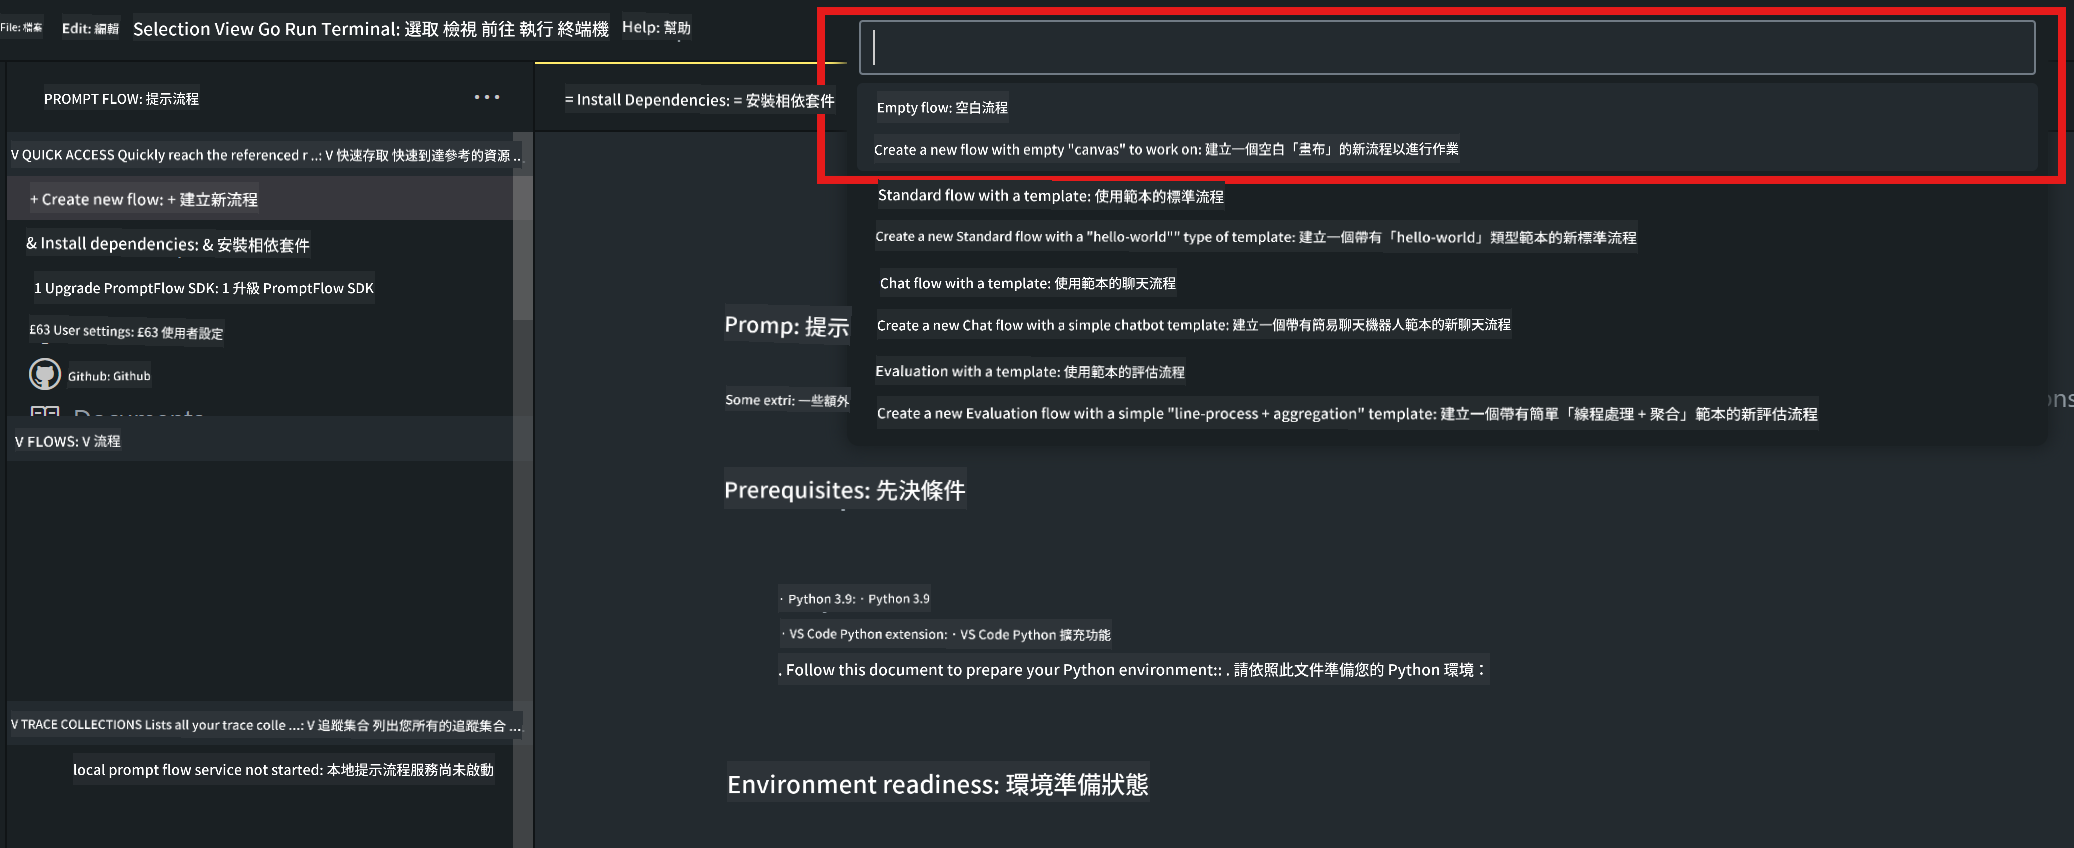 File: 檔案
Edit: 編輯
Selection View Go Run Terminal: 選取 檢視 前往 執行 終端機
Help: 幫助
PROMPT FLOW: 提示流程
= Install Dependencies: = 安裝相依套件
V QUICK ACCESS Quickly reach the referenced r ..: V 快速存取 快速到達參考的資源 ..
+ Create new flow: + 建立新流程
& Install dependencies: & 安裝相依套件
1 Upgrade PromptFlow SDK: 1 升級 PromptFlow SDK
£63 User settings: £63 使用者設定
Github: Github
V FLOWS: V 流程
V TRACE COLLECTIONS Lists all your trace colle ...: V 追蹤集合 列出您所有的追蹤集合 ...
local prompt flow service not started: 本地提示流程服務尚未啟動
Empty flow: 空白流程
Create a new flow with empty "canvas" to work on: 建立一個空白「畫布」的新流程以進行作業
Standard flow with a template: 使用範本的標準流程
Create a new Standard flow with a "hello-world"" type of template: 建立一個帶有「hello-world」類型範本的新標準流程
Chat flow with a template: 使用範本的聊天流程
Create a new Chat flow with a simple chatbot template: 建立一個帶有簡易聊天機器人範本的新聊天流程
Evaluation with a template: 使用範本的評估流程
Create a new Evaluation flow with a simple "line-process + aggregation" template: 建立一個帶有簡單「線程處理 + 聚合」範本的新評估流程
Promp: 提示
Some extri: 一些額外
Prerequisites: 先決條件
· Python 3.9: · Python 3.9
· VS Code Python extension: · VS Code Python 擴充功能
. Follow this document to prepare your Python environment:: . 請依照此文件準備您的 Python 環境：
Environment readiness: 環境準備狀態